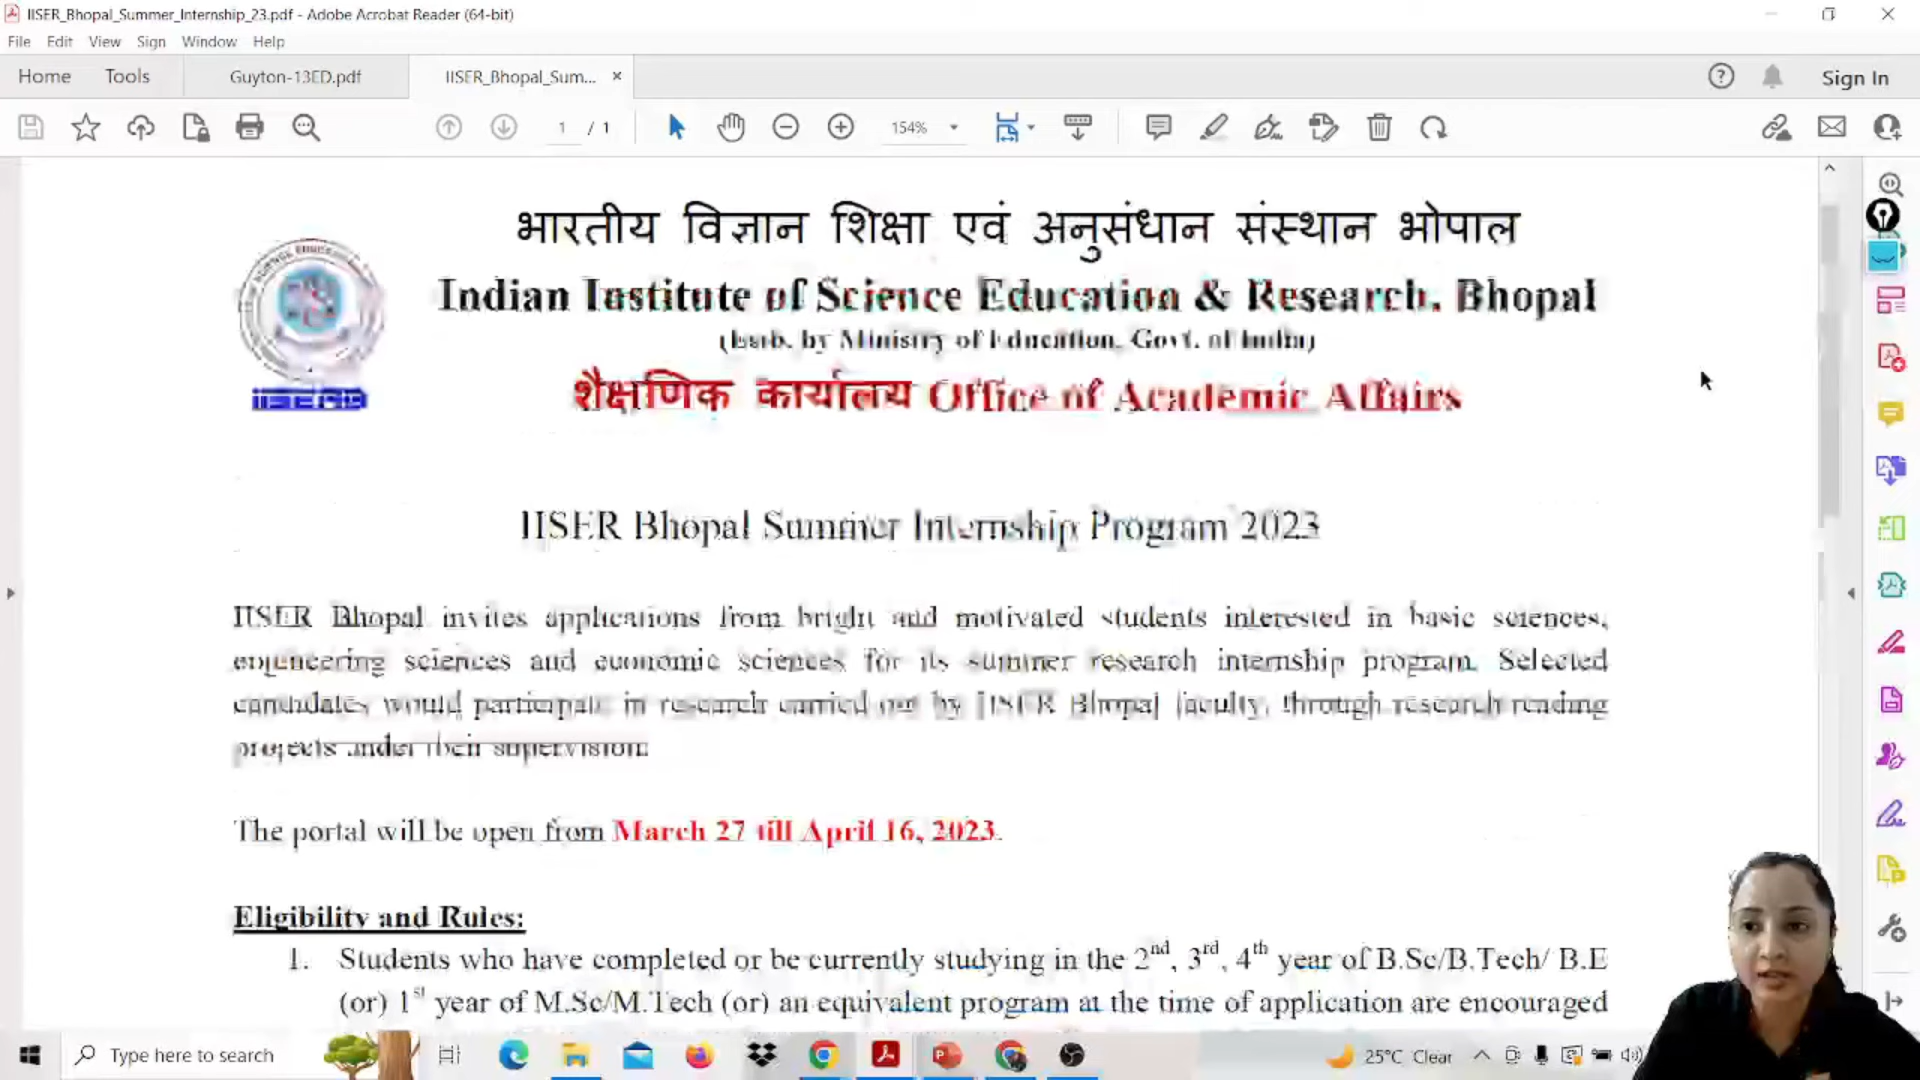 IISER_Bhopal_Summer_Internship_23.pdf - Adobe Acrobat Reader (64-bit)
File Edit View Sign Window Help
Home Tools Guyton-13ED.pdf IISER_Bhopal_Sum... × Sign In
1 / 1 154%
भारतीय विज्ञान शिक्षा एवं अनुसंधान संस्थान भोपाल
Indian Institute of Science Education & Research, Bhopal
(Estb. by Ministry of Education, Govt. of India)
शैक्षणिक कार्यालय Office of Academic Affairs
IISER Bhopal Summer Internship Program 2023
IISER Bhopal invites applications from bright and motivated students interested in basic sciences,
engineering sciences and economic sciences for its summer research internship program. Selected
candidates would participate in research carried out by IISER Bhopal faculty, through research/reading
projects under their supervision.
The portal will be open from March 27 till April 16, 2023.
Eligibility and Rules:
1. Students who have completed or be currently studying in the 2nd, 3rd, 4th year of B.Sc/B.Tech/ B.E
(or) 1st year of M.Sc/M.Tech (or) an equivalent program at the time of application are encouraged
Type here to search 25°C Clear